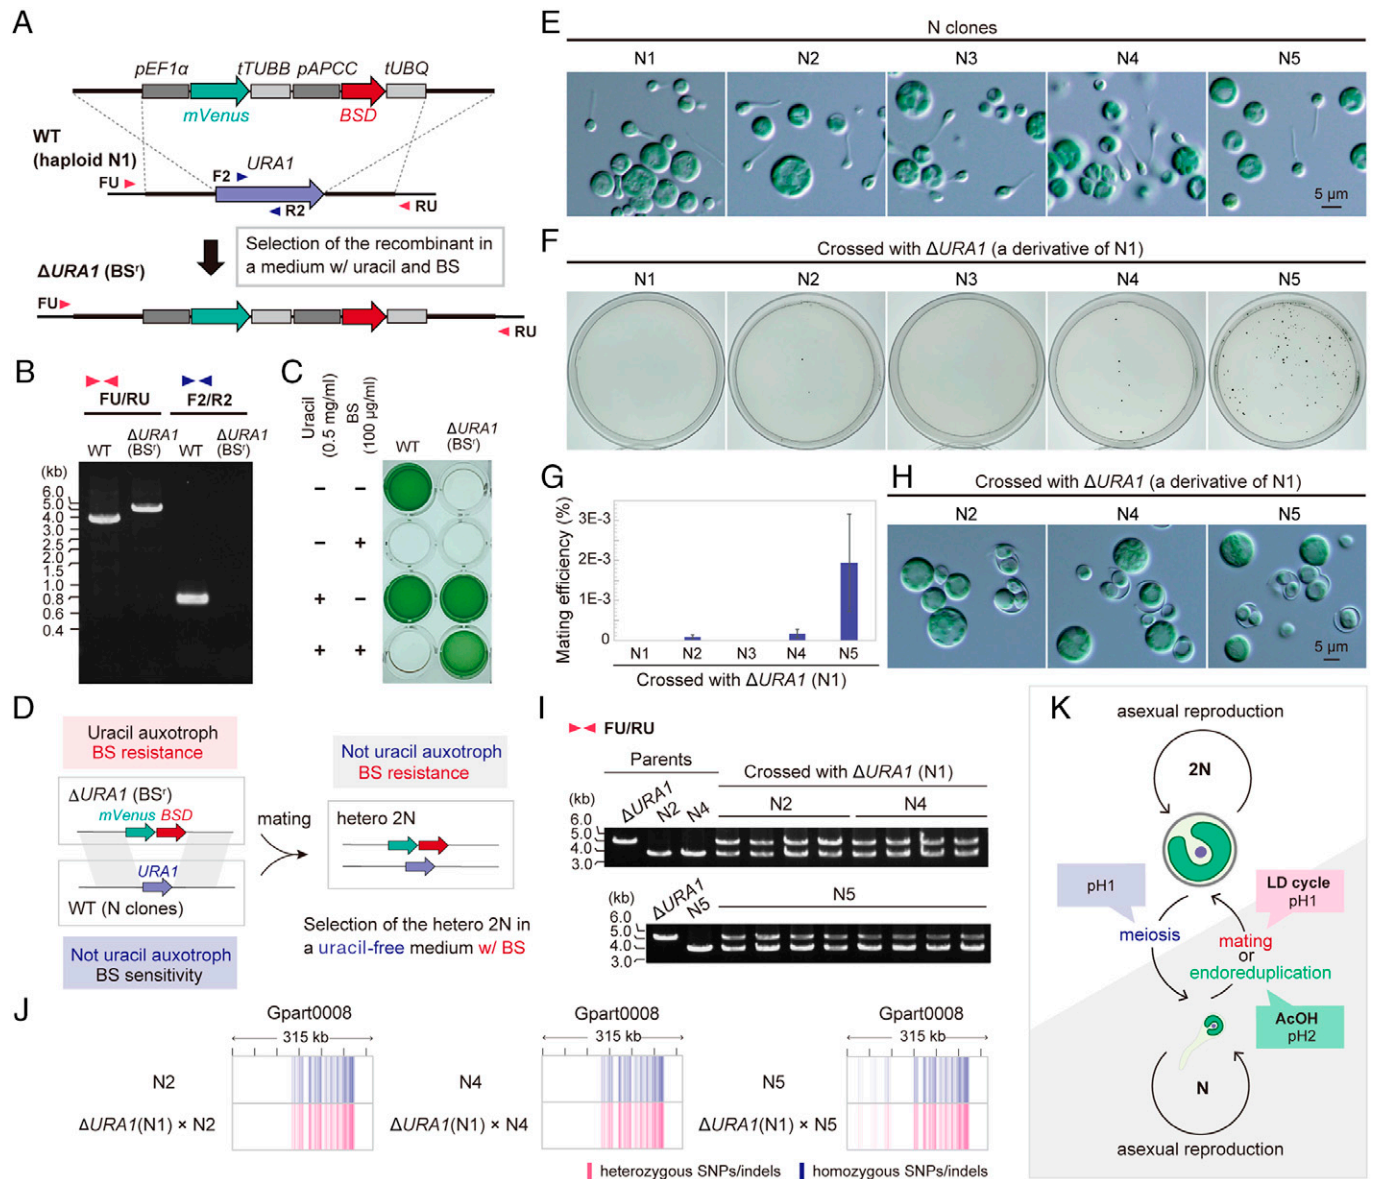 A
pEF1α tTUBB pAPCC tUBQ
mVenus BSD
WT
(haploid N1)
URA1
F2
FU
R2
RU
Selection of the recombinant in
a medium w/ uracil and BS
ΔURA1 (BSʳ)
FU
RU
B
FU/RU F2/R2
WT ΔURA1 (BSʳ) WT ΔURA1 (BSʳ)
(kb)
6.0
5.0
4.0
3.0
2.5
2.0
1.5
1.0
0.8
0.6
0.4
C
Uracil (0.5 mg/ml)
BS (100 µg/ml)
WT
ΔURA1 (BSʳ)
− −
− +
+ −
+ +
D
Uracil auxotroph
BS resistance
ΔURA1 (BSʳ)
mVenus BSD
URA1
WT (N clones)
Not uracil auxotroph
BS sensitivity
mating
Not uracil auxotroph
BS resistance
hetero 2N
Selection of the hetero 2N in
a uracil-free medium w/ BS
E
N clones
N1 N2 N3 N4 N5
5 µm
F
Crossed with ΔURA1 (a derivative of N1)
N1 N2 N3 N4 N5
G
Mating efficiency (%)
3E-3
2E-3
1E-3
0
N1 N2 N3 N4 N5
Crossed with ΔURA1 (N1)
H
Crossed with ΔURA1 (a derivative of N1)
N2 N4 N5
5 µm
I
FU/RU
Parents
Crossed with ΔURA1 (N1)
(kb)
ΔURA1 N2 N4 N2 N4
6.0
5.0
4.0
3.0
(kb)
ΔURA1 N5 N5
6.0
5.0
4.0
3.0
J
Gpart0008 Gpart0008 Gpart0008
315 kb 315 kb 315 kb
N2 N4 N5
ΔURA1(N1) × N2 ΔURA1(N1) × N4 ΔURA1(N1) × N5
heterozygous SNPs/indels homozygous SNPs/indels
K
asexual reproduction
2N
pH1
LD cycle
pH1
meiosis
mating
or
endoreduplication
AcOH
pH2
N
asexual reproduction